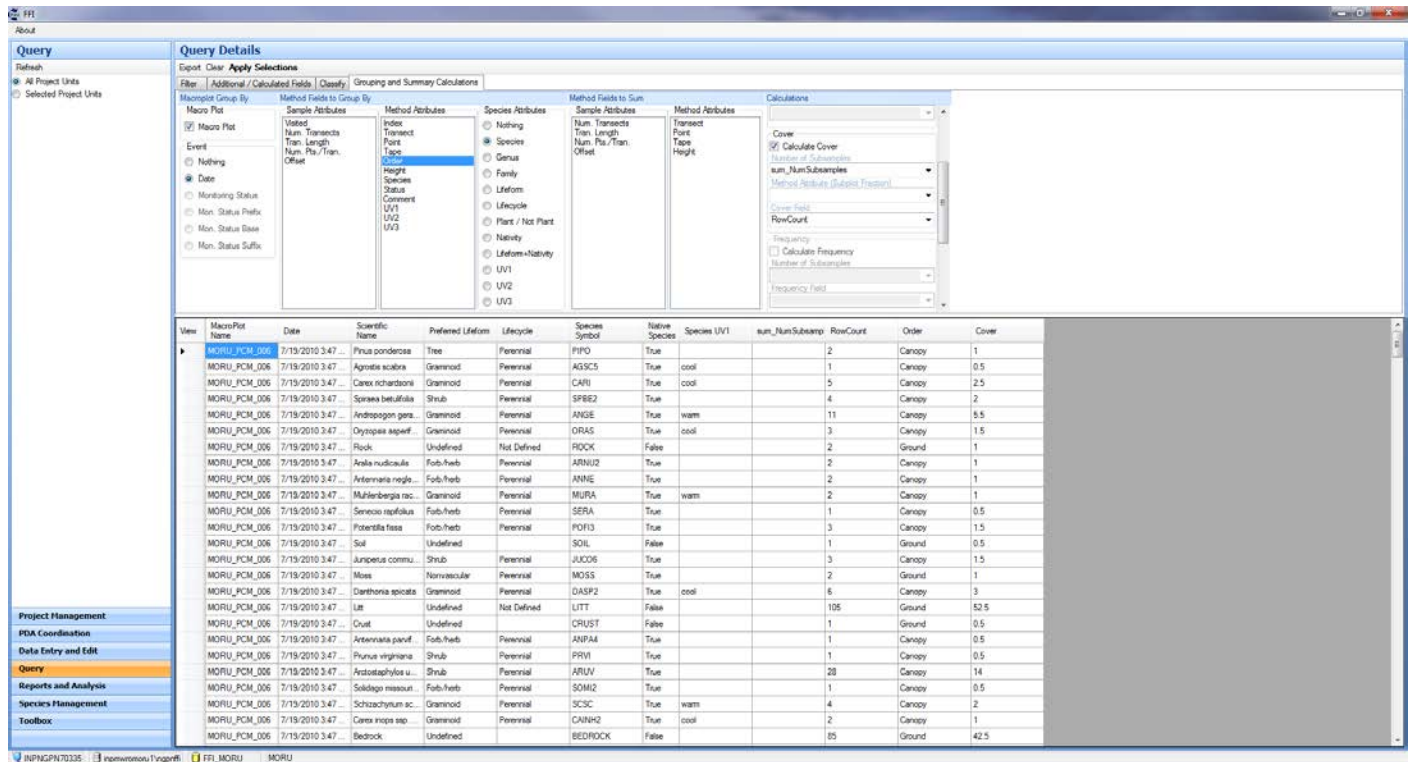 FFI
About
Query
Refresh
All Project Units
Selected Project Units
Project Management
PDA Coordination
Data Entry and Edit
Query
Reports and Analysis
Species Management
Toolbox
Query Details
Export Clear Apply Selections
Filter Additional / Calculated Fields Classify Grouping and Summary Calculations
Macroplot Group By
Macro Plot
Macro Plot
Event
Nothing
Date
Monitoring Status
Mon. Status Prefix
Mon. Status Base
Mon. Status Suffix
Method Fields to Group By
Sample Attributes
Visited
Num. Transects
Tran. Length
Num. Pts./Tran.
Offset
Method Attributes
Index
Transect
Point
Tape
Order
Height
Species
Status
Comment
UV1
UV2
UV3
Species Attributes
Nothing
Species
Genus
Family
Lifeform
Lifecycle
Plant / Not Plant
Nativity
Lifeform+Nativity
UV1
UV2
UV3
Method Fields to Sum
Sample Attributes
Num. Transects
Tran. Length
Num. Pts./Tran.
Offset
Method Attributes
Transect
Point
Tape
Height
Calculations
Cover
Calculate Cover
Number of Subsamples
sum_NumSubsamples
Method Attribute (Subplot Fraction)
Cover Field
RowCount
Frequency
Calculate Frequency
Number of Subsamples
Frequency Field
View MacroPlot Name Date Scientific Name Preferred Lifeform Lifecycle Species Symbol Native Species Species UV1 sum_NumSubsamp RowCount Order Cover
MORU_PCM_006 7/19/2010 3:47 ... Pinus ponderosa Tree Perennial PIPO True 2 Canopy 1
MORU_PCM_006 7/19/2010 3:47 ... Agrostis scabra Graminoid Perennial AGSC5 True cool 1 Canopy 0.5
MORU_PCM_006 7/19/2010 3:47 ... Carex richardsonii Graminoid Perennial CARI True cool 5 Canopy 2.5
MORU_PCM_006 7/19/2010 3:47 ... Spiraea betulifolia Shrub Perennial SPBE2 True 4 Canopy 2
MORU_PCM_006 7/19/2010 3:47 ... Andropogon gera... Graminoid Perennial ANGE True warm 11 Canopy 5.5
MORU_PCM_006 7/19/2010 3:47 ... Oryzopsis asperf... Graminoid Perennial ORAS True cool 3 Canopy 1.5
MORU_PCM_006 7/19/2010 3:47 ... Rock Undefined Not Defined ROCK False 2 Ground 1
MORU_PCM_006 7/19/2010 3:47 ... Aralia nudicaulis Forb/herb Perennial ARNU2 True 2 Canopy 1
MORU_PCM_006 7/19/2010 3:47 ... Antennaria negle... Forb/herb Perennial ANNE True 2 Canopy 1
MORU_PCM_006 7/19/2010 3:47 ... Muhlenbergia rac... Graminoid Perennial MURA True warm 2 Canopy 1
MORU_PCM_006 7/19/2010 3:47 ... Senecio rapifolius Forb/herb Perennial SERA True 1 Canopy 0.5
MORU_PCM_006 7/19/2010 3:47 ... Potentilla fissa Forb/herb Perennial POFI3 True 3 Canopy 1.5
MORU_PCM_006 7/19/2010 3:47 ... Soil Undefined SOIL False 1 Ground 0.5
MORU_PCM_006 7/19/2010 3:47 ... Juniperus commu... Shrub Perennial JUCO6 True 3 Canopy 1.5
MORU_PCM_006 7/19/2010 3:47 ... Moss Nonvascular Perennial MOSS True 2 Ground 1
MORU_PCM_006 7/19/2010 3:47 ... Danthonia spicata Graminoid Perennial DASP2 True cool 6 Canopy 3
MORU_PCM_006 7/19/2010 3:47 ... Litt Undefined Not Defined LITT False 105 Ground 52.5
MORU_PCM_006 7/19/2010 3:47 ... Crust Undefined CRUST False 1 Ground 0.5
MORU_PCM_006 7/19/2010 3:47 ... Antennaria parvif... Forb/herb Perennial ANPA4 True 1 Canopy 0.5
MORU_PCM_006 7/19/2010 3:47 ... Prunus virginiana Shrub Perennial PRVI True 1 Canopy 0.5
MORU_PCM_006 7/19/2010 3:47 ... Arctostaphylos u... Shrub Perennial ARUV True 28 Canopy 14
MORU_PCM_006 7/19/2010 3:47 ... Solidago missouri... Forb/herb Perennial SOMI2 True 1 Canopy 0.5
MORU_PCM_006 7/19/2010 3:47 ... Schizachyrium sc... Graminoid Perennial SCSC True warm 4 Canopy 2
MORU_PCM_006 7/19/2010 3:47 ... Carex inops ssp. ... Graminoid Perennial CAINH2 True cool 2 Canopy 1
MORU_PCM_006 7/19/2010 3:47 ... Bedrock Undefined BEDROCK False 85 Ground 42.5
INPNGPN70335 FFI_MORU MORU